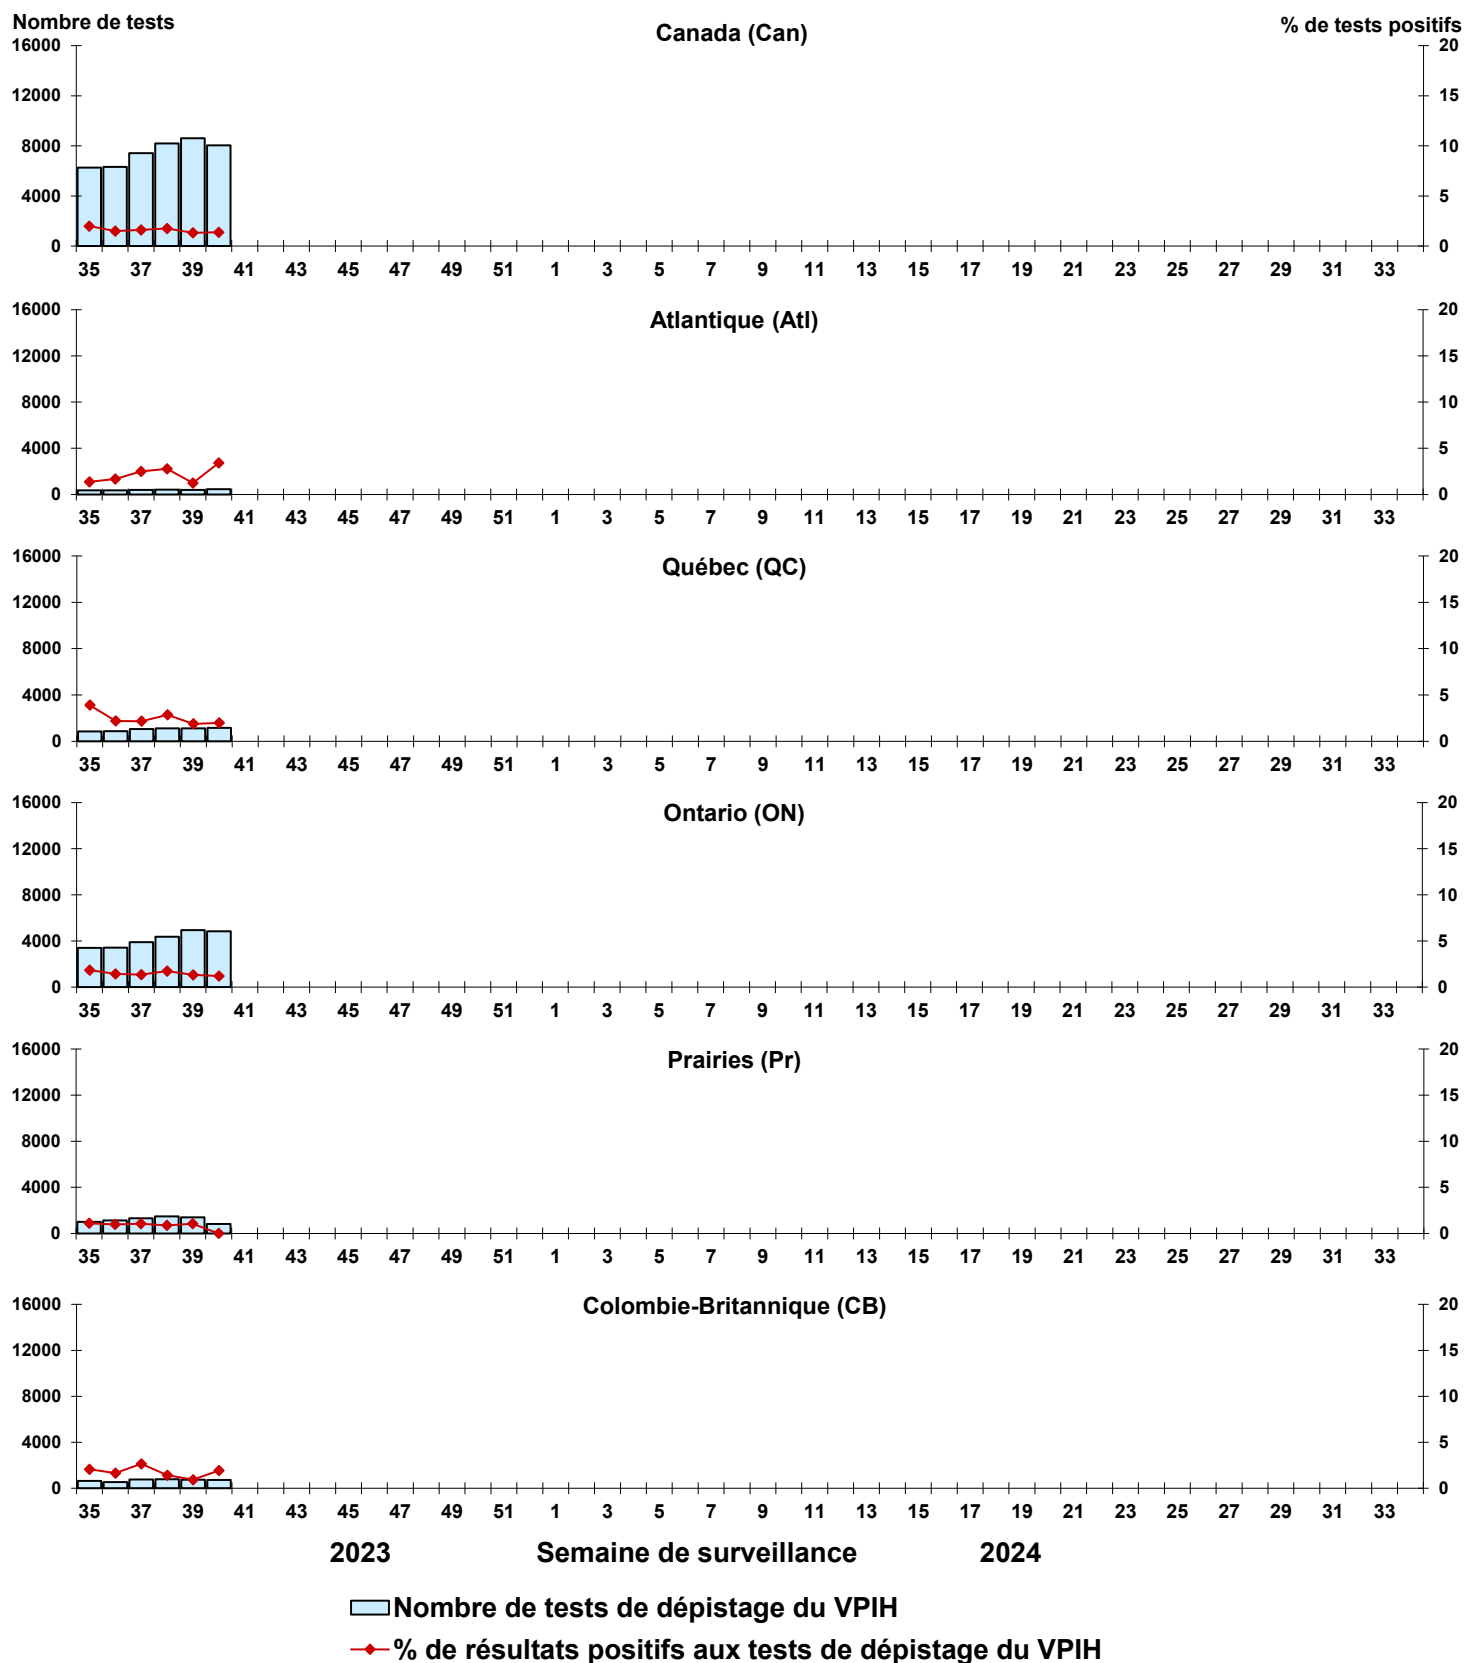 Nombre de tests
Canada (Can)
% de tests positifs
16000 20
12000 15
8000 10
4000 5
0 0
35 37 39 41 43 45 47 49 51 1 3 5 7 9 11 13 15 17 19 21 23 25 27 29 31 33
Atlantique (Atl)
16000 20
12000 15
8000 10
4000 5
0 0
35 37 39 41 43 45 47 49 51 1 3 5 7 9 11 13 15 17 19 21 23 25 27 29 31 33
Québec (QC)
16000 20
12000 15
8000 10
4000 5
0 0
35 37 39 41 43 45 47 49 51 1 3 5 7 9 11 13 15 17 19 21 23 25 27 29 31 33
Ontario (ON)
16000 20
12000 15
8000 10
4000 5
0 0
35 37 39 41 43 45 47 49 51 1 3 5 7 9 11 13 15 17 19 21 23 25 27 29 31 33
Prairies (Pr)
16000 20
12000 15
8000 10
4000 5
0 0
35 37 39 41 43 45 47 49 51 1 3 5 7 9 11 13 15 17 19 21 23 25 27 29 31 33
Colombie-Britannique (CB)
16000 20
12000 15
8000 10
4000 5
0 0
35 37 39 41 43 45 47 49 51 1 3 5 7 9 11 13 15 17 19 21 23 25 27 29 31 33
2023 Semaine de surveillance 2024
Nombre de tests de dépistage du VPIH
% de résultats positifs aux tests de dépistage du VPIH